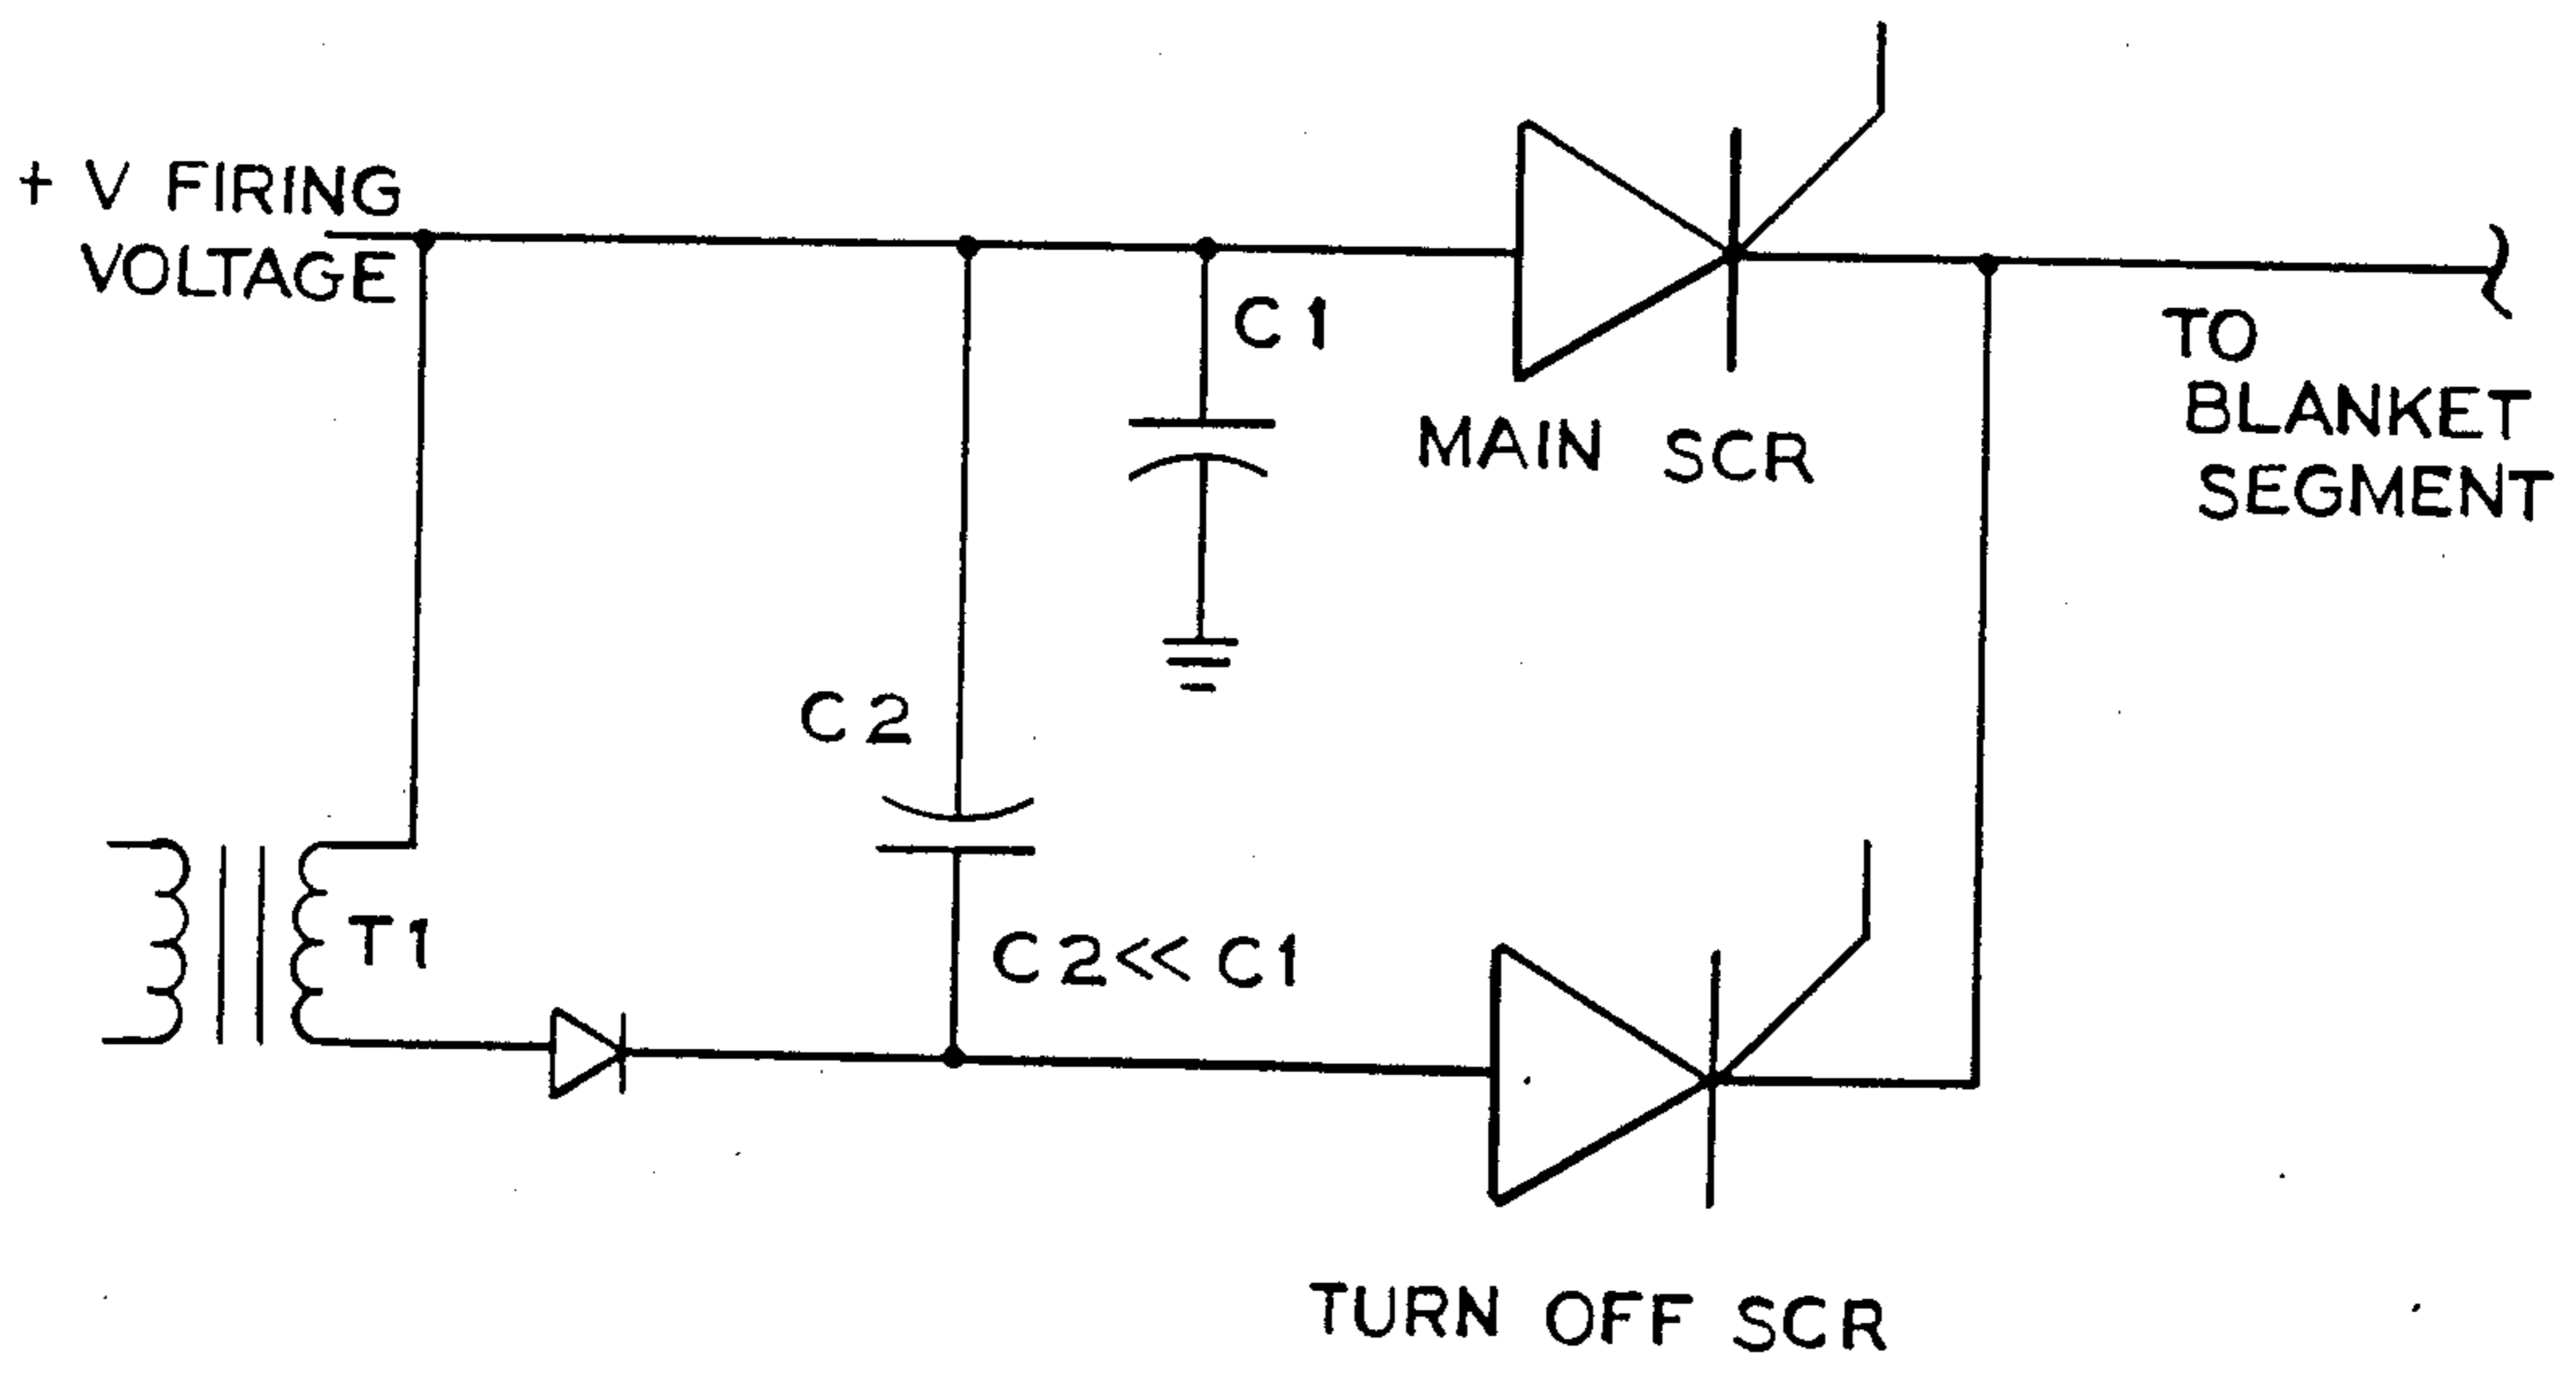 + V FIRING
VOLTAGE
C1
MAIN SCR
TO
BLANKET
SEGMENT
C2
T1
C2<< C1
TURN OFF SCR